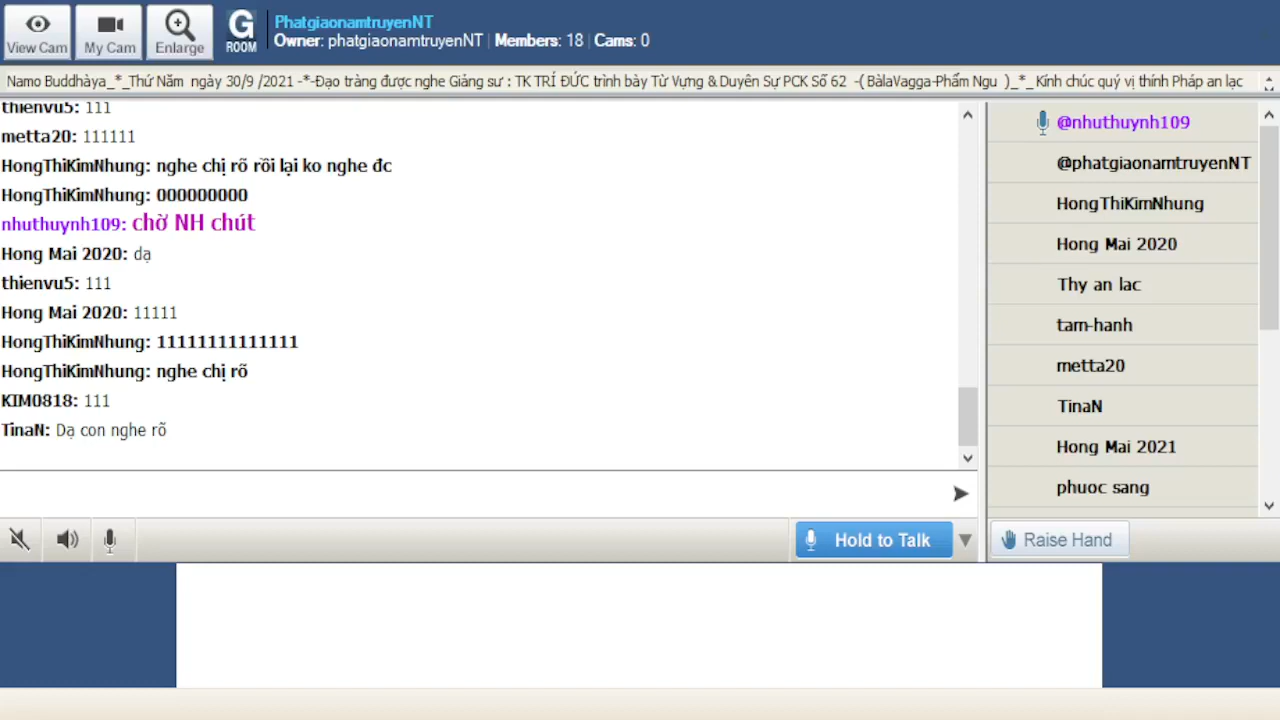 View Cam
My Cam
Enlarge
G
ROOM
PhatgiaonamtruyenNT
Owner: phatgiaonamtruyenNT | Members: 18 | Cams: 0
Namo Buddhàya_*_Thứ Năm ngày 30/9 /2021 -*-Đạo tràng được nghe Giảng sư : TK TRÍ ĐỨC trình bày Từ Vựng & Duyên Sự PCK Số 62 -( BàlaVagga-Phẩm Ngu )_*_ Kính chúc quý vị thính Pháp an lạc
thienvu5: 111
metta20: 111111
HongThiKimNhung: nghe chị rõ rồi lại ko nghe đc
HongThiKimNhung: 000000000
nhuthuynh109: chờ NH chút
Hong Mai 2020: dạ
thienvu5: 111
Hong Mai 2020: 11111
HongThiKimNhung: 11111111111111
HongThiKimNhung: nghe chị rõ
KIM0818: 111
TinaN: Dạ con nghe rõ
@nhuthuynh109
@phatgiaonamtruyenNT
HongThiKimNhung
Hong Mai 2020
Thy an lac
tam-hanh
metta20
TinaN
Hong Mai 2021
phuoc sang
Hold to Talk
Raise Hand